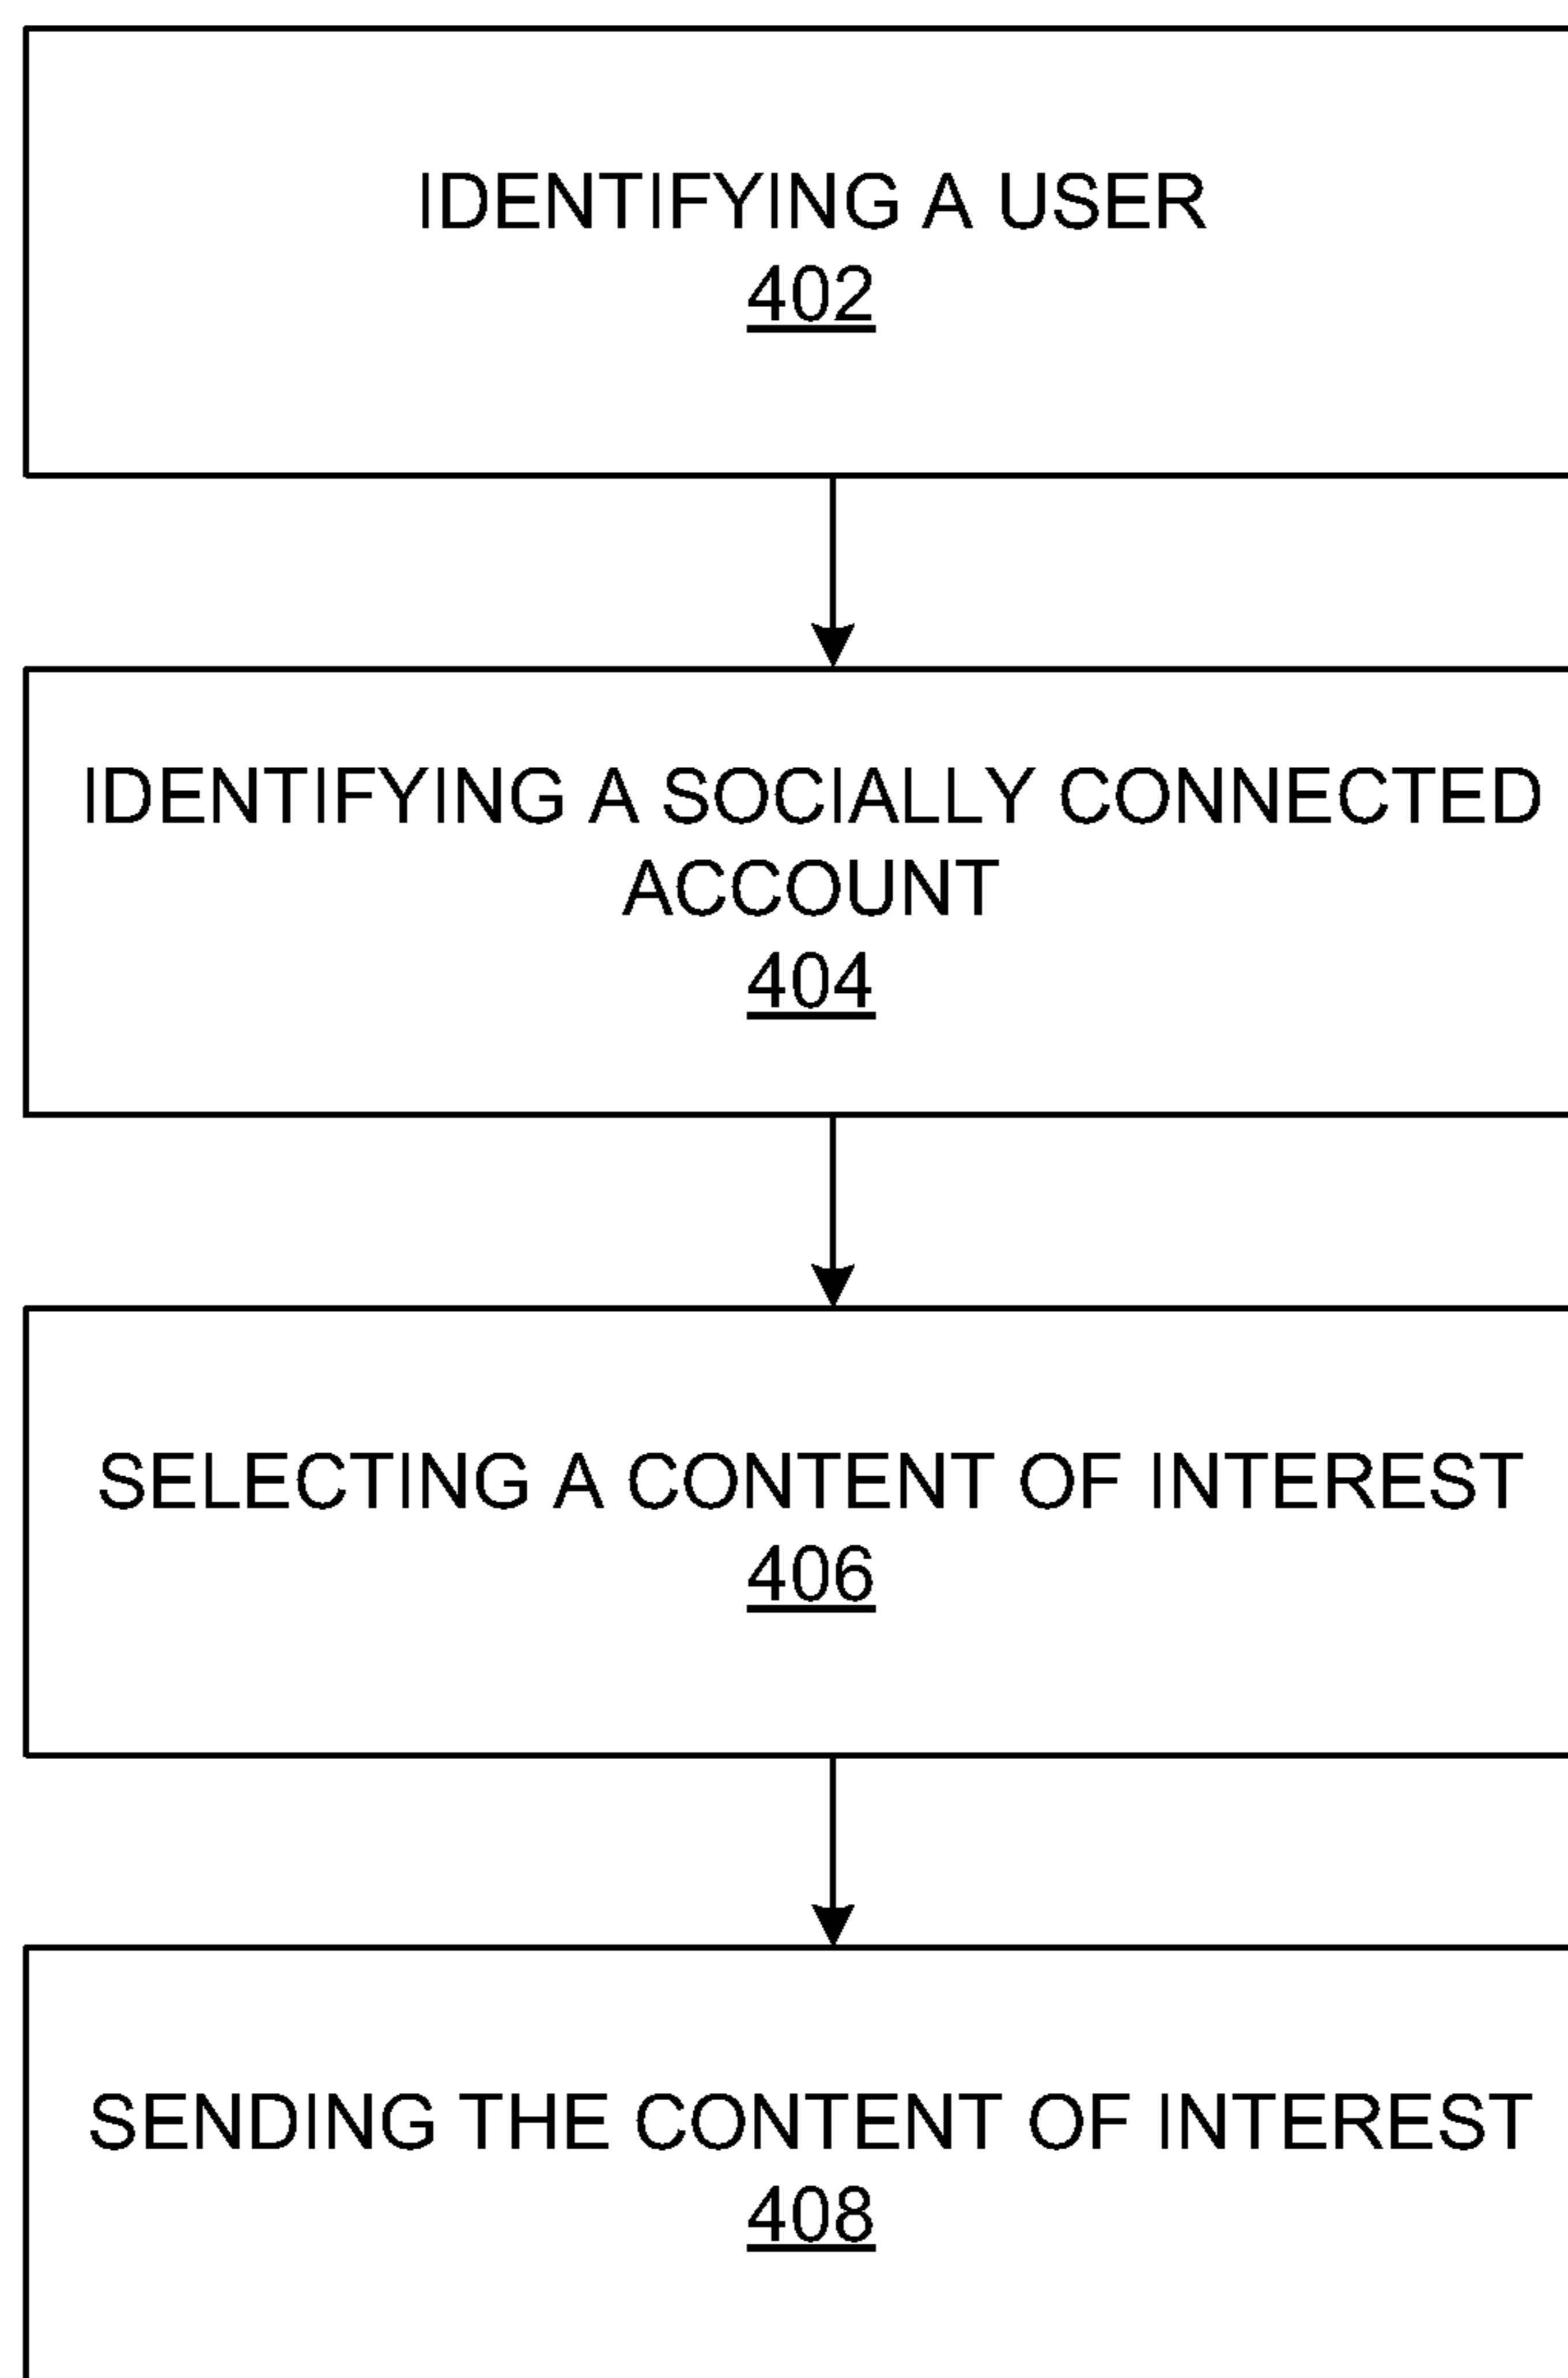 IDENTIFYING A USER
402
IDENTIFYING A SOCIALLY CONNECTED
ACCOUNT
404
SELECTING A CONTENT OF INTEREST
406
SENDING THE CONTENT OF INTEREST
408